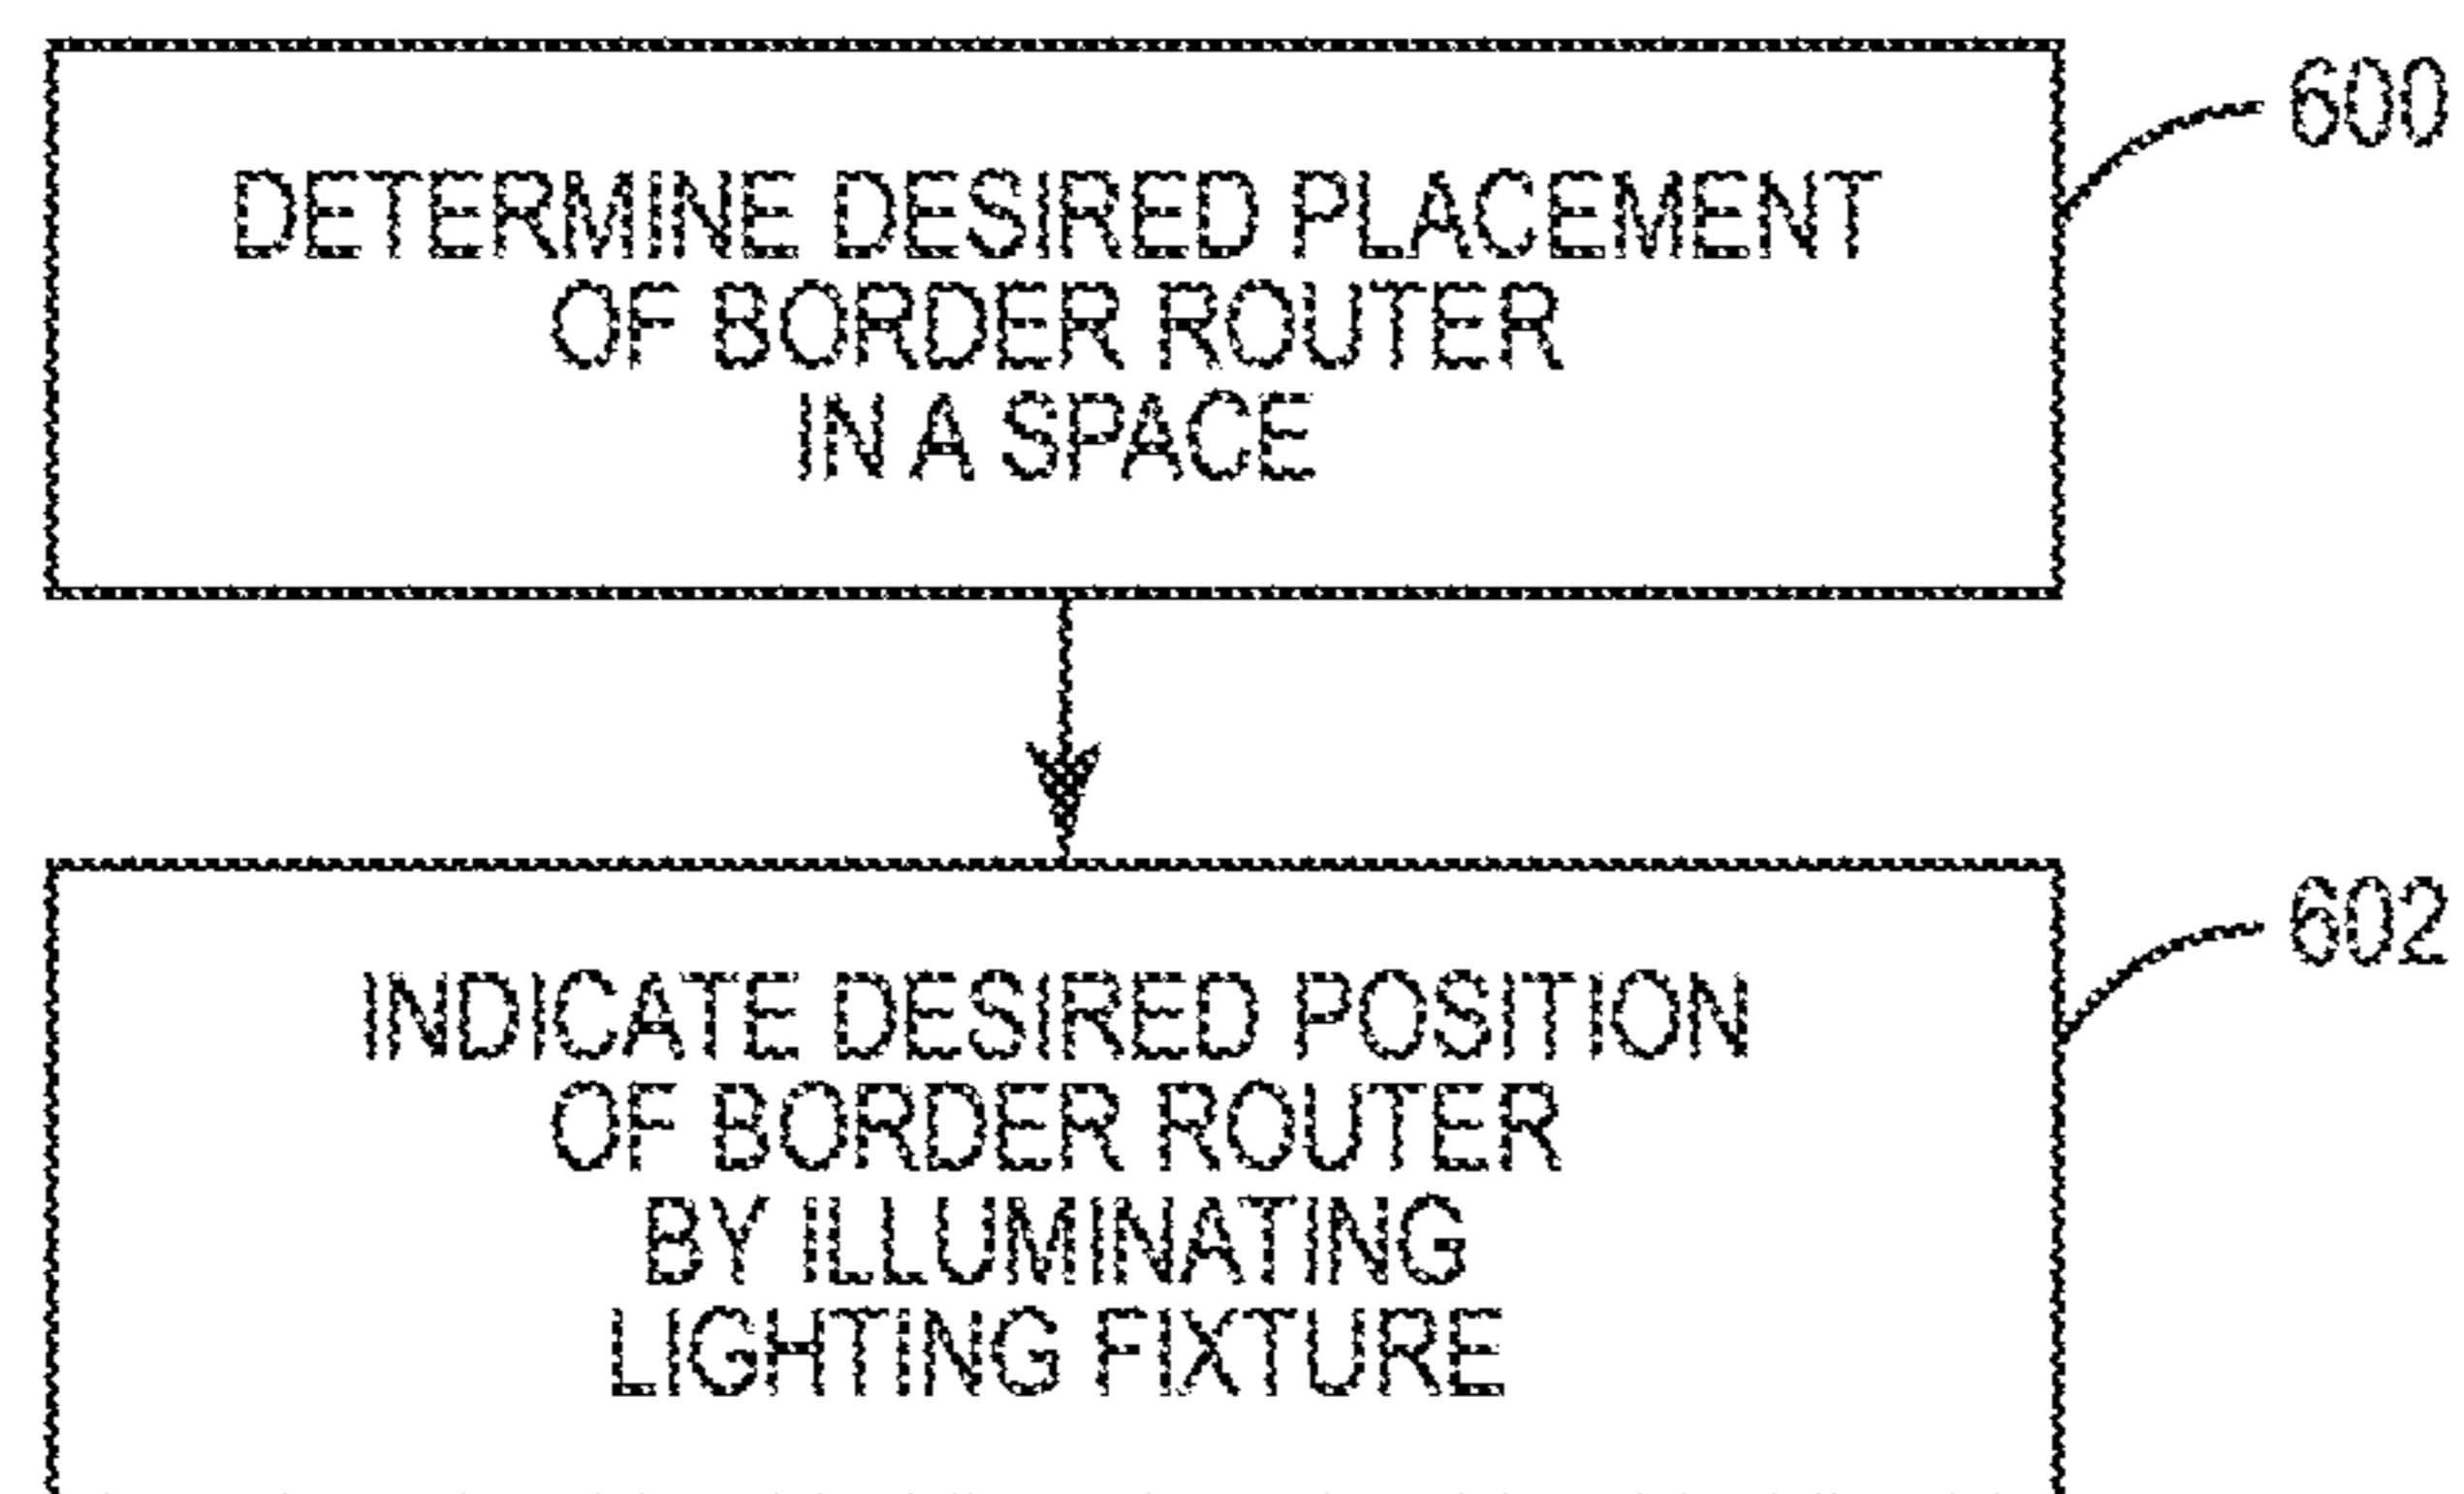 600
DETERMINE DESIRED PLACEMENT
OF BORDER ROUTER
IN A SPACE
602
INDICATE DESIRED POSITION
OF BORDER ROUTER
BY ILLUMINATING
LIGHTING FIXTURE